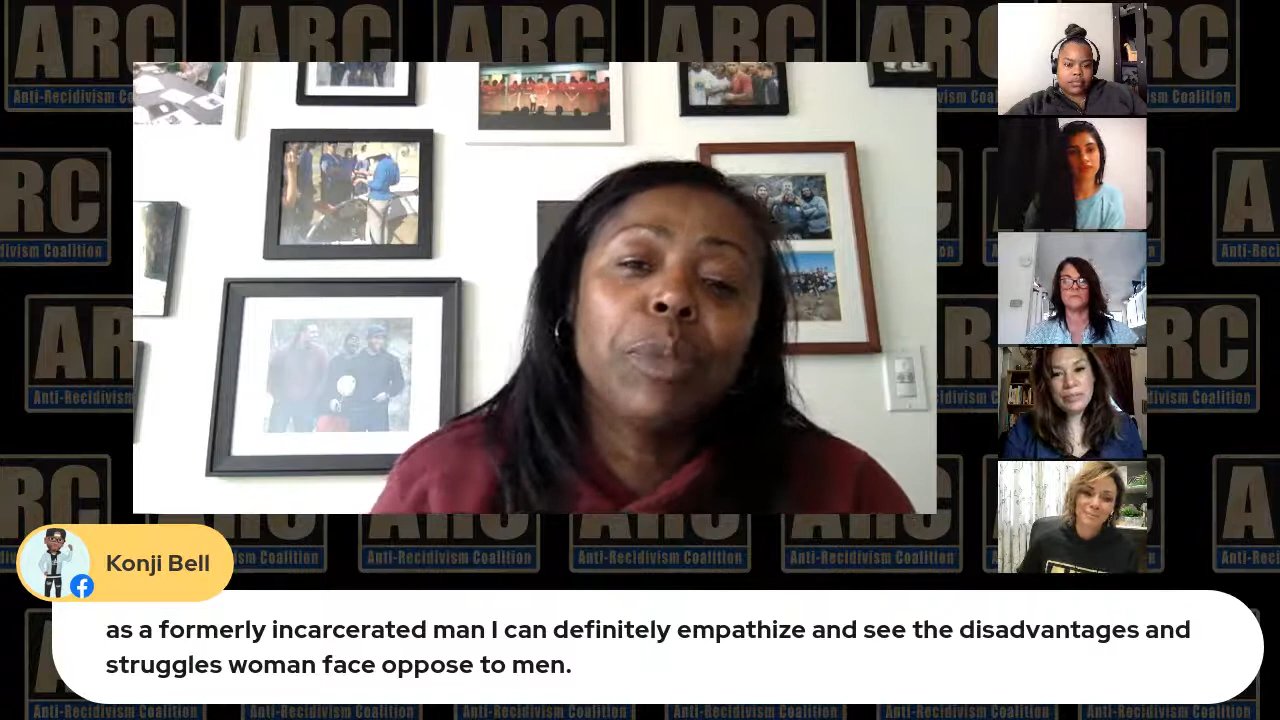 ARC
Anti-Recidivism Coalition
Konji Bell
as a formerly incarcerated man I can definitely empathize and see the disadvantages and
struggles woman face oppose to men.